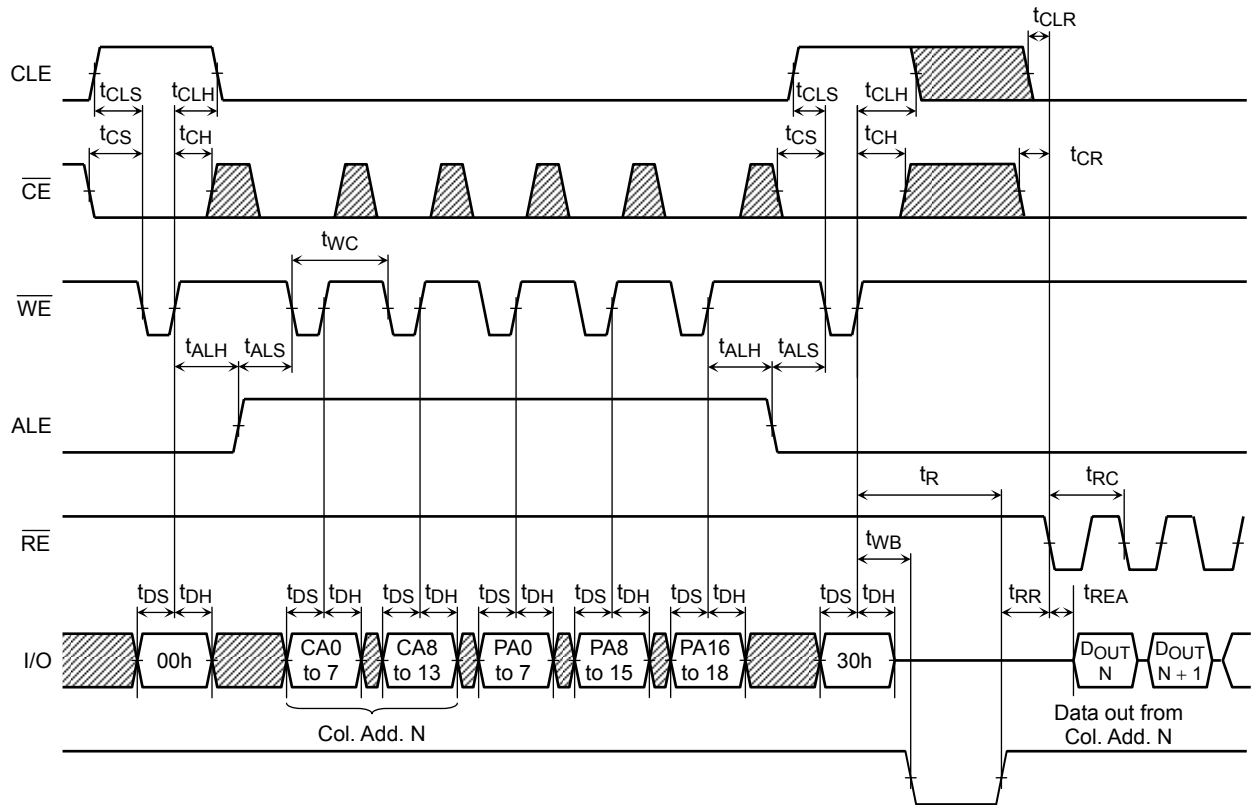 tCLR
CLE
tCLS
tCLH
tCLS
tCLH
tCS
tCH
tCS
tCH
tCR
CE
tWC
WE
tALH
tALS
tALH
tALS
ALE
tR
tRC
RE
tWB
tDS
tDH
tDS
tDH
tDS
tDH
tDS
tDH
tDS
tDH
tDS
tDH
tDS
tDH
tRR
tREA
I/O
00h
CA0
to 7
CA8
to 13
PA0
to 7
PA8
to 15
PA16
to 18
30h
DOUT
N
DOUT
N + 1
Col. Add. N
Data out from
Col. Add. N